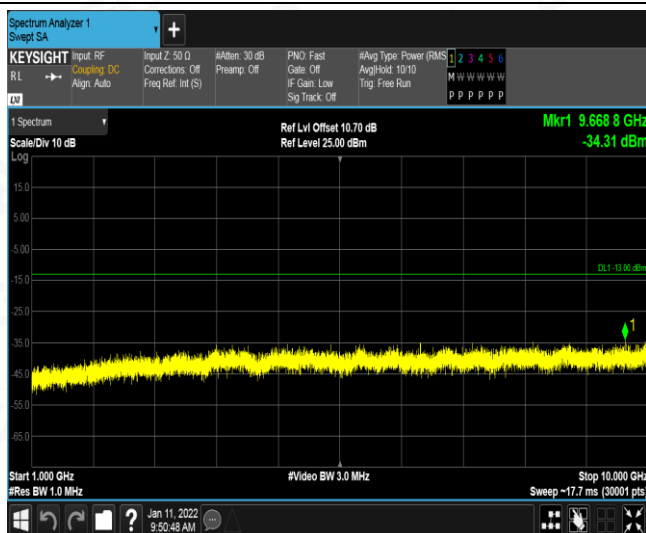 Spectrum Analyzer 1
Swept SA
+
KEYSIGHT
RL
LXI
Input: RF
Coupling: DC
Align: Auto
Input Z: 50 Ω
Corrections: Off
Freq Ref: Int (S)
#Atten: 30 dB
Preamp: Off
PNO: Fast
Gate: Off
IF Gain: Low
Sig Track: Off
#Avg Type: Power (RMS
Avg|Hold: 10/10
Trig: Free Run
1 2 3 4 5 6
M W W W W W
P P P P P P
1 Spectrum
Scale/Div 10 dB
Log
Ref Lvl Offset 10.70 dB
Ref Level 25.00 dBm
Mkr1 9.668 8 GHz
-34.31 dBm
15.0
5.00
-5.00
-15.0
-25.0
-35.0
-45.0
-55.0
-65.0
DL1 -13.00 dBm
1
Start 1.000 GHz
#Res BW 1.0 MHz
#Video BW 3.0 MHz
Stop 10.000 GHz
Sweep ~17.7 ms (30001 pts)
?
Jan 11, 2022
9:50:48 AM